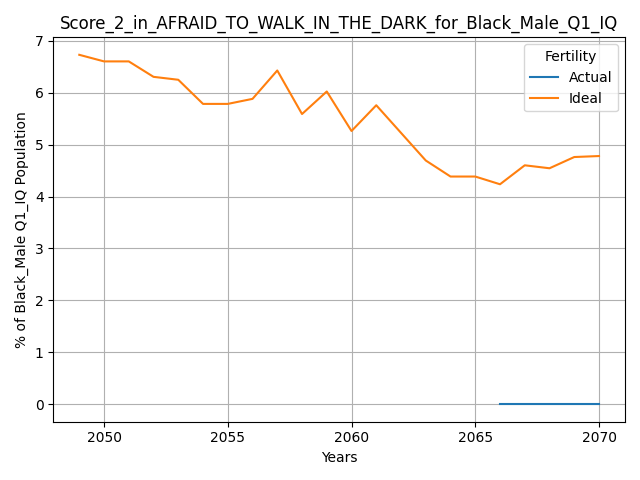 Score_2_in_AFRAID_TO_WALK_IN_THE_DARK_for_Black_Male_Q1_IQ
7
6
5
4
3
2
1
0
% of Black_Male Q1_IQ Population
Fertility
Actual
Ideal
2050 2055 2060 2065 2070
Years